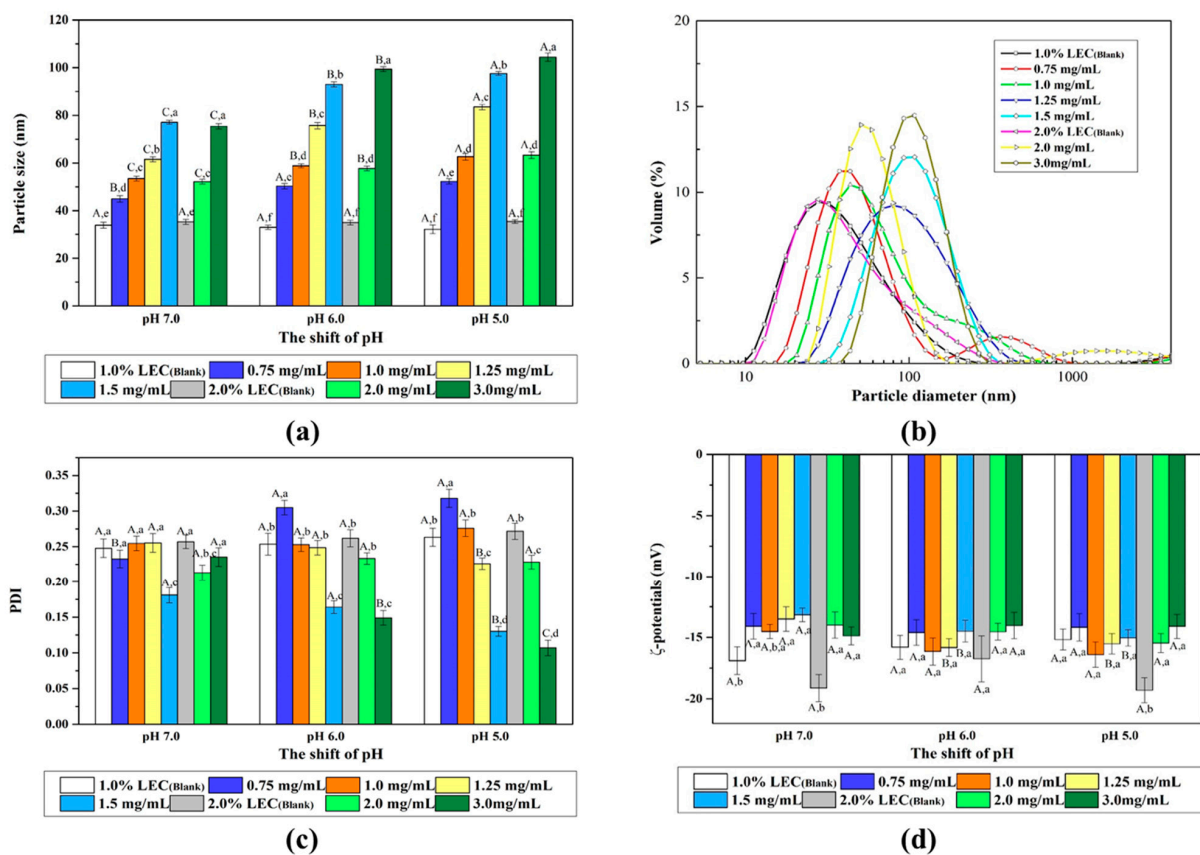 (a)
120
100
80
60
40
20
0
Particle size (nm)
A,e B,d C,c C,b C,a A,e C,c C,a
A,f A,e B,d B,c B,b A,f B,d B,a
A,f A,e A,d A,c A,b A,f A,d A,a
pH 7.0 pH 6.0 pH 5.0
The shift of pH
1.0% LEC(Blank) 0.75 mg/mL 1.0 mg/mL 1.25 mg/mL
1.5 mg/mL 2.0% LEC(Blank) 2.0 mg/mL 3.0mg/mL
(a)
(b)
20
15
10
5
0
Volume (%)
1.0% LEC(Blank)
0.75 mg/mL
1.0 mg/mL
1.25 mg/mL
1.5 mg/mL
2.0% LEC(Blank)
2.0 mg/mL
3.0mg/mL
10 100 1000
Particle diameter (nm)
(b)
0.35
0.30
0.25
0.20
0.15
0.10
0.05
0.00
PDI
A,a B,a A,a A,a A,c A,a A,b c A,a
A,b A,a A,b A,b A,c A,b A,b B,c
A,b A,a A,b B,c B,d A,b A,c C,d
pH 7.0 pH 6.0 pH 5.0
The shift of pH
1.0% LEC(Blank) 0.75 mg/mL 1.0 mg/mL 1.25 mg/mL
1.5 mg/mL 2.0% LEC(Blank) 2.0 mg/mL 3.0mg/mL
(c)
0
-5
-10
-15
-20
ζ-potentials (mV)
A,b A,a A,b,a A,a A,a A,b A,a A,a
A,a A,a A,a A,a B,a A,a A,a A,a
A,a A,a A,a B,a B,a A,b A,a A,a
pH 7.0 pH 6.0 pH 5.0
The shift of pH
1.0% LEC(Blank) 0.75 mg/mL 1.0 mg/mL 1.25 mg/mL
1.5 mg/mL 2.0% LEC(Blank) 2.0 mg/mL 3.0mg/mL
(d)